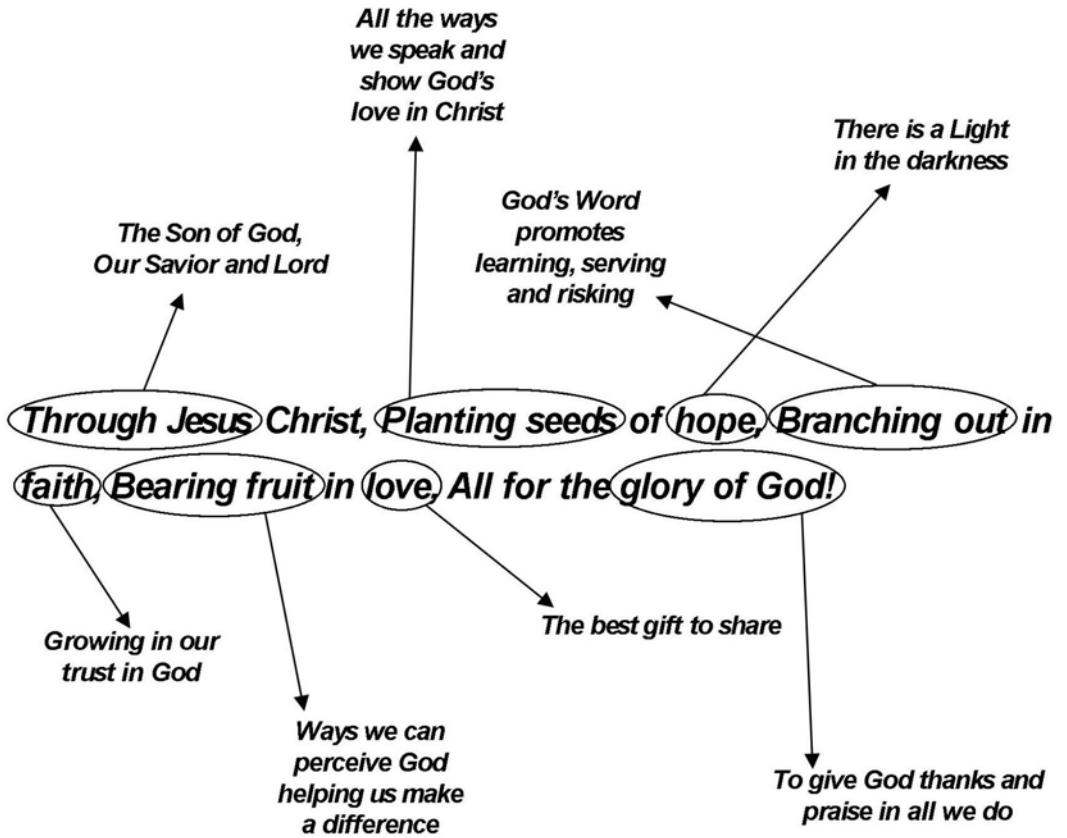 All the ways
we speak and
show God's
love in Christ
There is a Light
in the darkness
God's Word
promotes
learning, serving
and risking
The Son of God,
Our Savior and Lord
Through Jesus Christ, Planting seeds of hope, Branching out in
faith, Bearing fruit in love, All for the glory of God!
Growing in our
trust in God
The best gift to share
Ways we can
perceive God
helping us make
a difference
To give God thanks and
praise in all we do